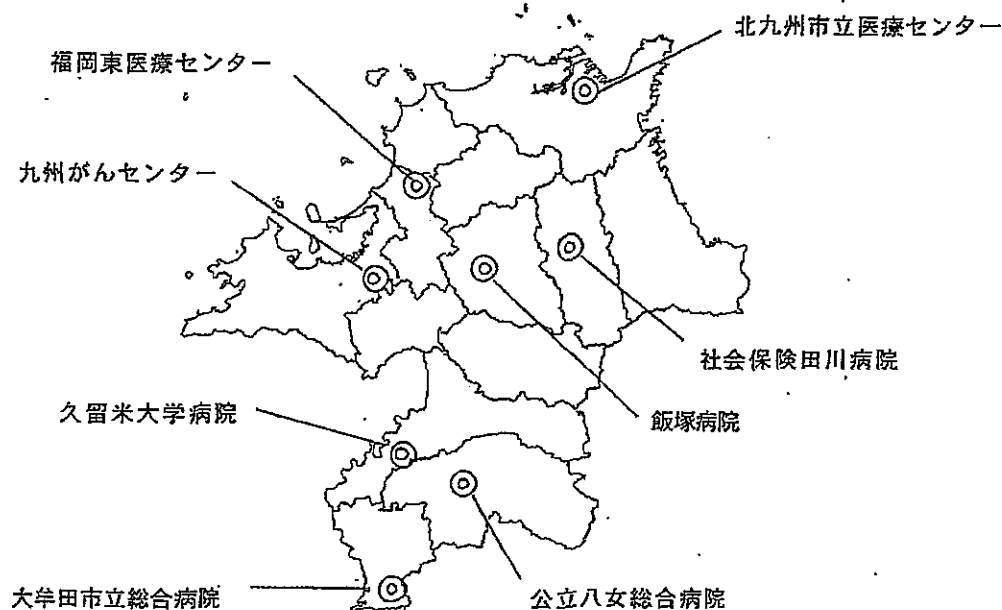 北九州市立医療センター
福岡東医療センター
九州がんセンター
社会保険田川病院
久留米大学病院
飯塚病院
大牟田市立総合病院
公立八女総合病院